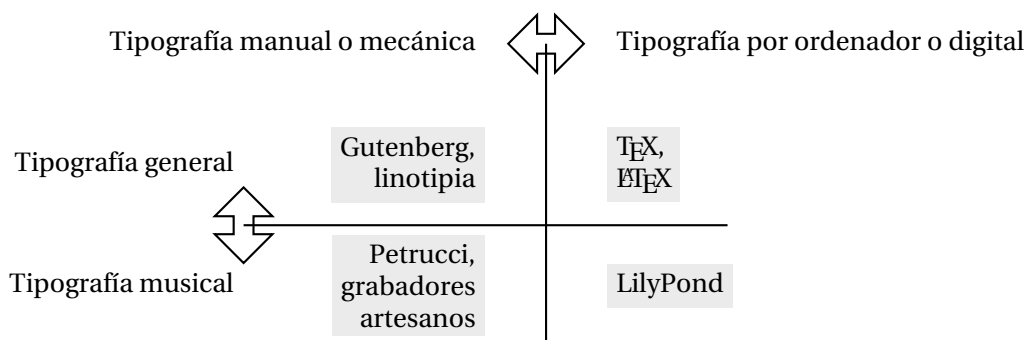 Tipografía manual o mecánica
Tipografía por ordenador o digital
Tipografía general
Gutenberg,
linotipia
TEX,
LATEX
Tipografía musical
Petrucci,
grabadores
artesanos
LilyPond